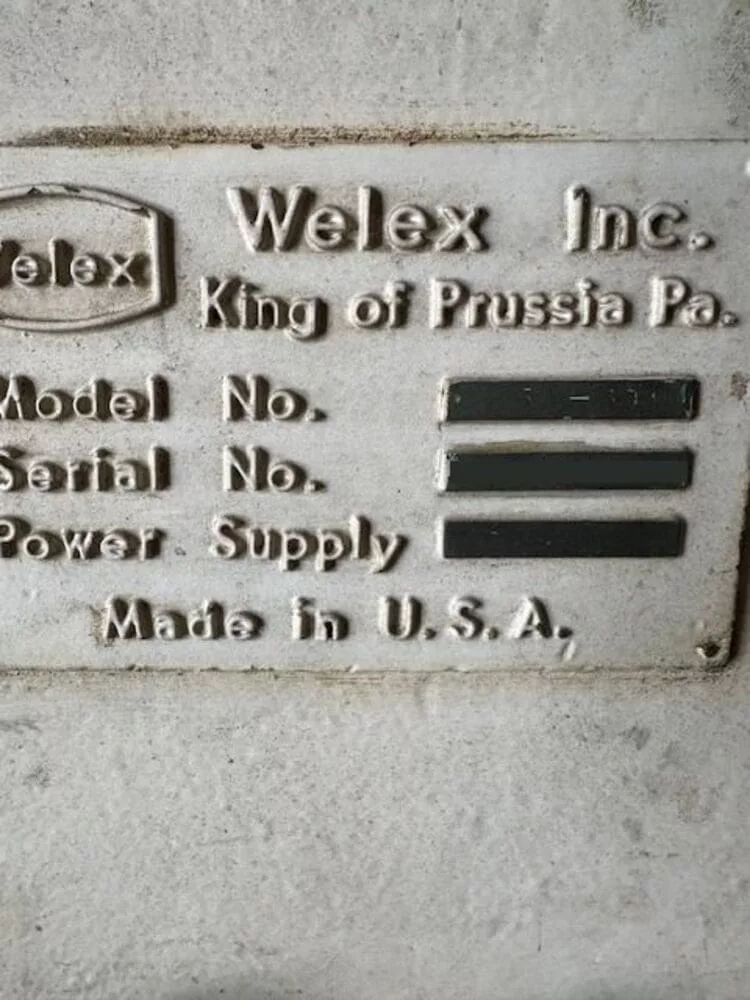 Welex
Welex Inc.
King of Prussia Pa.
Model No.
Serial No.
Power Supply
Made in U.S.A.